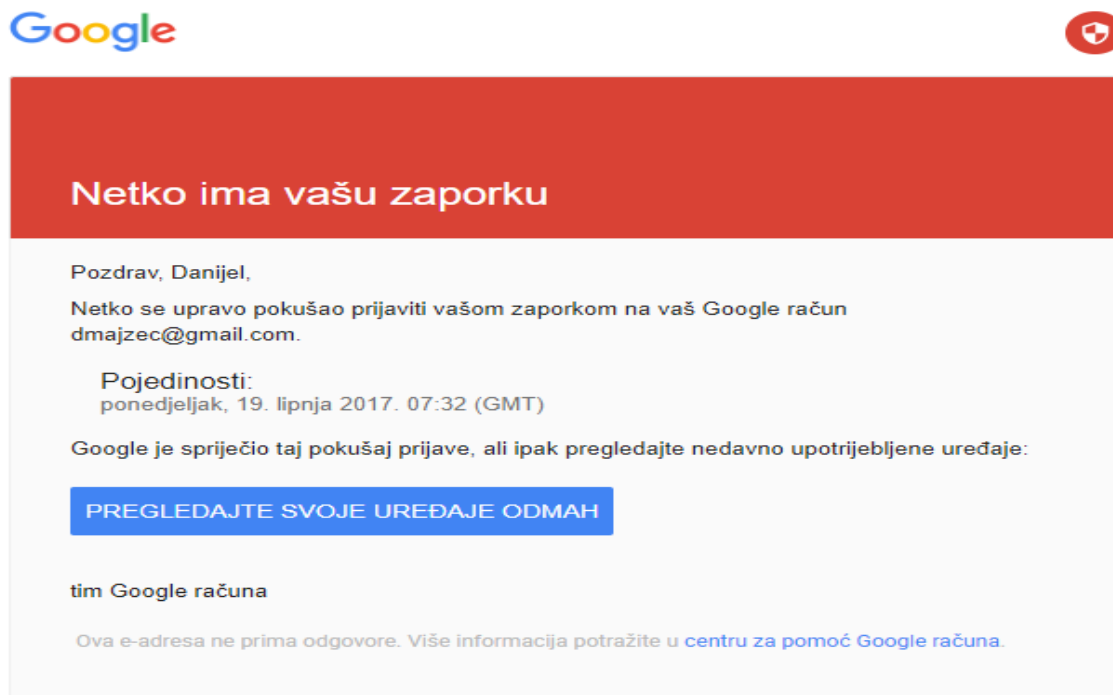 Google
Netko ima vašu zaporku
Pozdrav, Danijel,
Netko se upravo pokušao prijaviti vašom zaporkom na vaš Google račun
dmajzec@gmail.com.
Pojedinosti:
ponedjeljak, 19. lipnja 2017. 07:32 (GMT)
Google je spriječio taj pokušaj prijave, ali ipak pregledajte nedavno upotrijebljene uređaje:
PREGLEDAJTE SVOJE UREĐAJE ODMAH
tim Google računa
Ova e-adresa ne prima odgovore. Više informacija potražite u centru za pomoć Google računa.